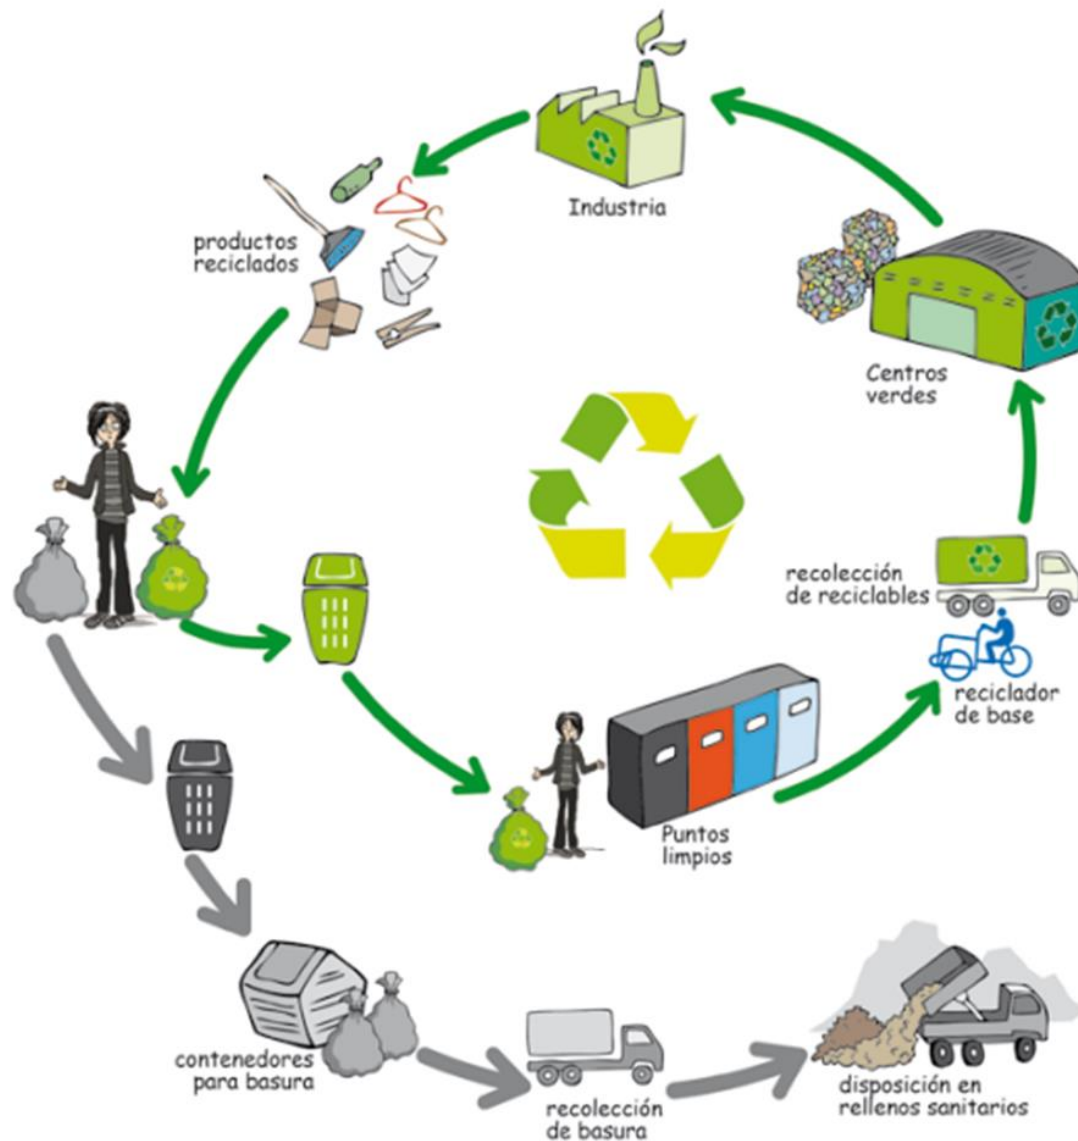 Industria
productos
reciclados
Centros
verdes
recolección
de reciclables
reciclador
de base
Puntos
limpios
contenedores
para basura
recolección
de basura
disposición en
rellenos sanitarios